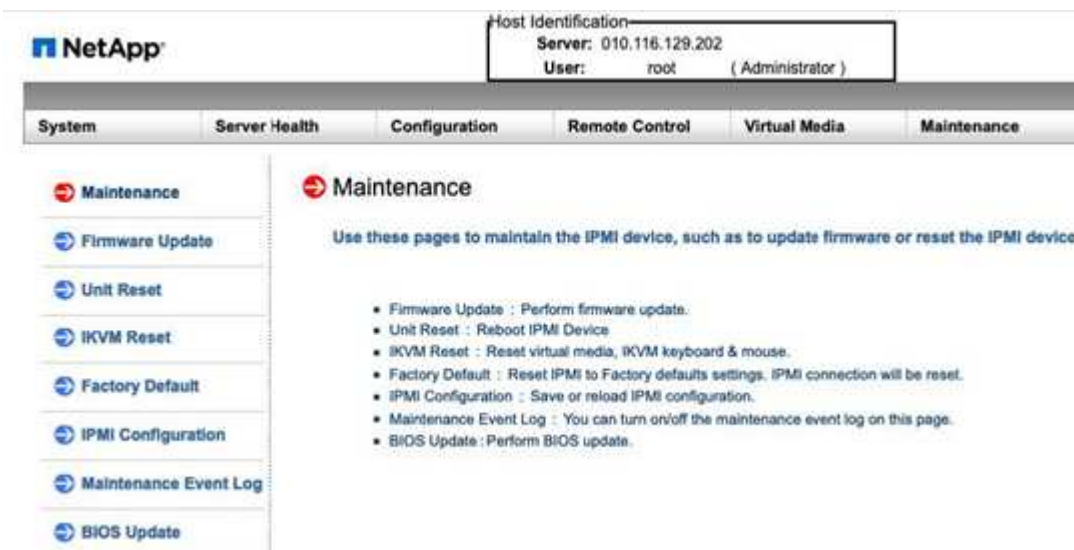 Host Identification
NetApp
Server: 010.116.129.202
User: root ( Administrator )
System Server Health Configuration Remote Control Virtual Media Maintenance
Maintenance
Firmware Update
Unit Reset
IKVM Reset
Factory Default
IPMI Configuration
Maintenance Event Log
BIOS Update
Maintenance
Use these pages to maintain the IPMI device, such as to update firmware or reset the IPMI device
Firmware Update : Perform firmware update.
Unit Reset : Reboot IPMI Device
IKVM Reset : Reset virtual media, IKVM keyboard & mouse.
Factory Default : Reset IPMI to Factory defaults settings. IPMI connection will be reset.
IPMI Configuration : Save or reload IPMI configuration.
Maintenance Event Log : You can turn on/off the maintenance event log on this page.
BIOS Update : Perform BIOS update.